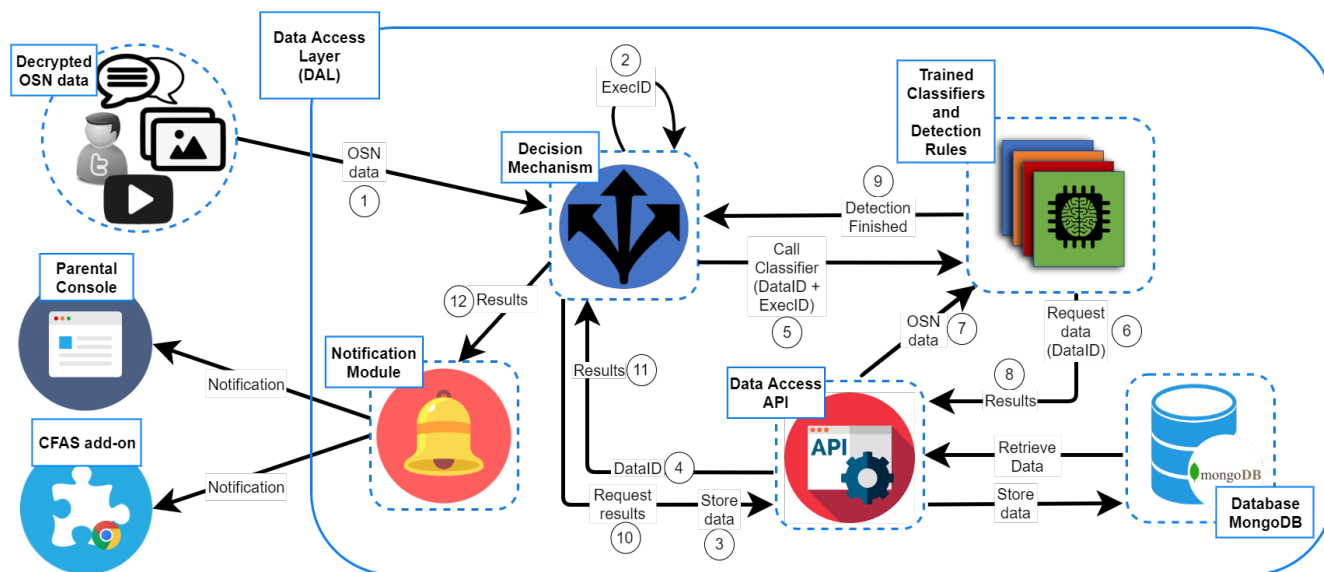 Decrypted
OSN data
Data Access
Layer
(DAL)
2
ExecID
Trained
Classifiers
and
Detection
Rules
Decision
Mechanism
OSN
data
1
9
Detection
Finished
Call
Classifier
(DataID +
ExecID)
5
Parental
Console
12
Results
OSN
data
7
Request
data
(DataID)
6
Notification
Module
Results
11
Data Access
API
8
Results
Notification
API
CFAS add-on
Retrieve
Data
mongoDB
DataID
4
Notification
Request
results
10
Store
data
3
Store
data
Database
MongoDB